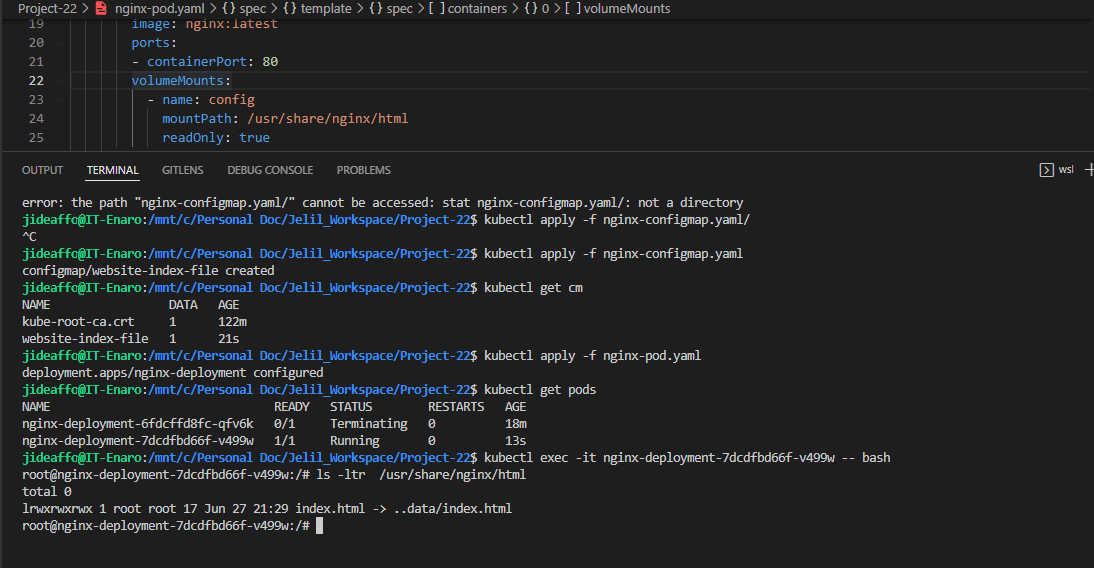 Project-22 > nginx-pod.yaml > {} spec > {} template > {} spec > [ ] containers > {} 0 > [ ] volumeMounts
19 image: nginx:latest
20 ports:
21 - containerPort: 80
22 volumeMounts:
23 - name: config
24 mountPath: /usr/share/nginx/html
25 readOnly: true
OUTPUT TERMINAL GITLENS DEBUG CONSOLE PROBLEMS wsl
error: the path "nginx-configmap.yaml/" cannot be accessed: stat nginx-configmap.yaml/: not a directory
jideaffo@IT-Enaro:/mnt/c/Personal Doc/Jelil_Workspace/Project-22$ kubectl apply -f nginx-configmap.yaml/
^C
jideaffo@IT-Enaro:/mnt/c/Personal Doc/Jelil_Workspace/Project-22$ kubectl apply -f nginx-configmap.yaml
configmap/website-index-file created
jideaffo@IT-Enaro:/mnt/c/Personal Doc/Jelil_Workspace/Project-22$ kubectl get cm
NAME DATA AGE
kube-root-ca.crt 1 122m
website-index-file 1 21s
jideaffo@IT-Enaro:/mnt/c/Personal Doc/Jelil_Workspace/Project-22$ kubectl apply -f nginx-pod.yaml
deployment.apps/nginx-deployment configured
jideaffo@IT-Enaro:/mnt/c/Personal Doc/Jelil_Workspace/Project-22$ kubectl get pods
NAME READY STATUS RESTARTS AGE
nginx-deployment-6fdcffd8fc-qfv6k 0/1 Terminating 0 18m
nginx-deployment-7dcdfbd66f-v499w 1/1 Running 0 13s
jideaffo@IT-Enaro:/mnt/c/Personal Doc/Jelil_Workspace/Project-22$ kubectl exec -it nginx-deployment-7dcdfbd66f-v499w -- bash
root@nginx-deployment-7dcdfbd66f-v499w:/# ls -ltr  /usr/share/nginx/html
total 0
lrwxrwxrwx 1 root root 17 Jun 27 21:29 index.html -> ..data/index.html
root@nginx-deployment-7dcdfbd66f-v499w:/#